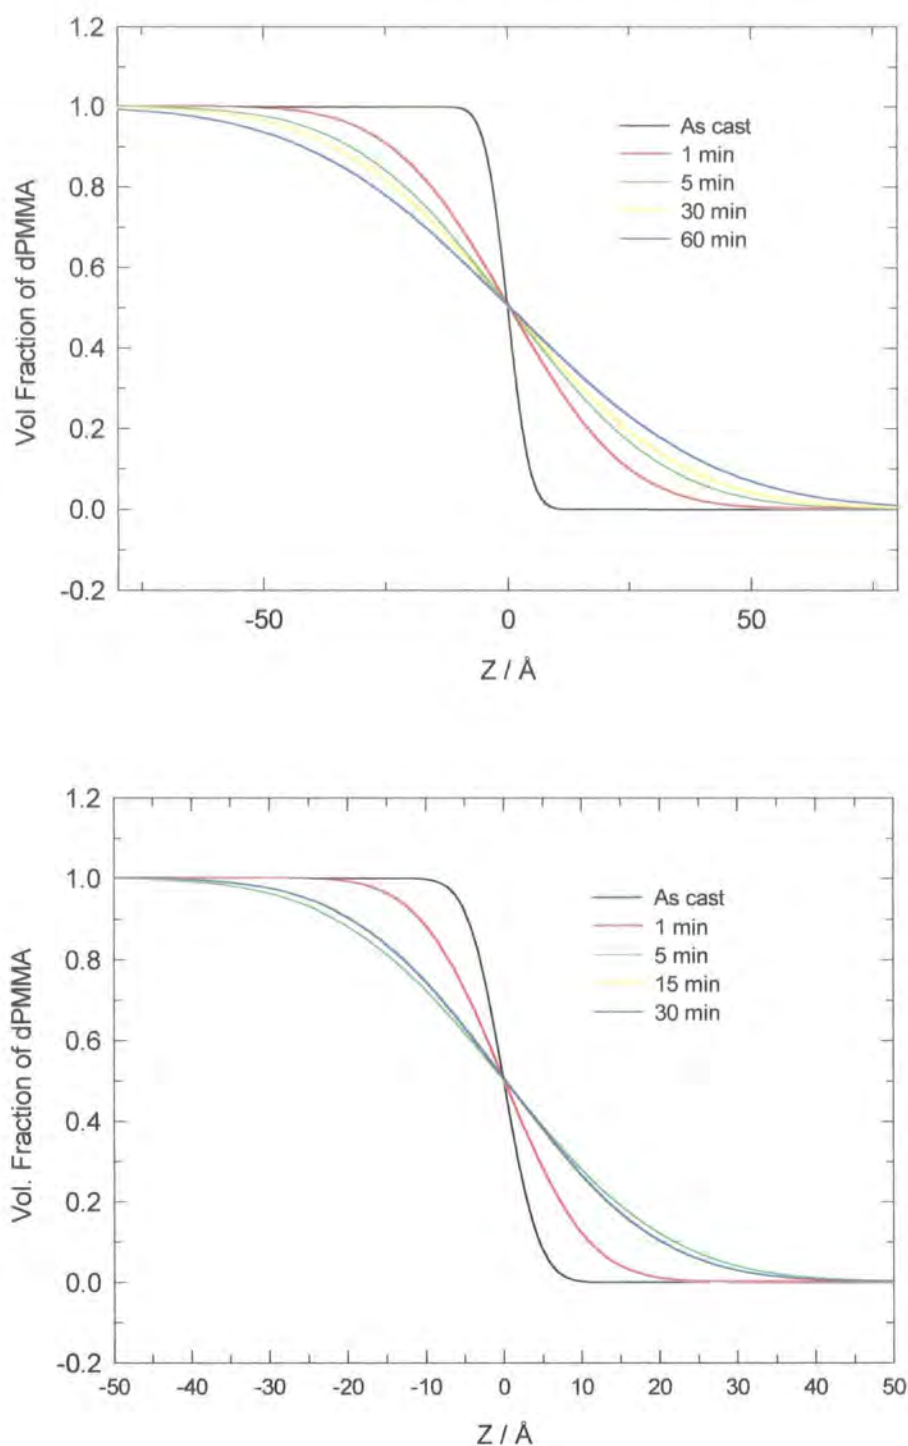 1.2
1.0
0.8
0.6
0.4
0.2
0.0
-0.2
Vol Fraction of dPMMA
As cast
1 min
5 min
30 min
60 min
-50 0 50
Z / Å
1.2
1.0
0.8
0.6
0.4
0.2
0.0
-0.2
Vol. Fraction of dPMMA
As cast
1 min
5 min
15 min
30 min
-50 -40 -30 -20 -10 0 10 20 30 40 50
Z / Å